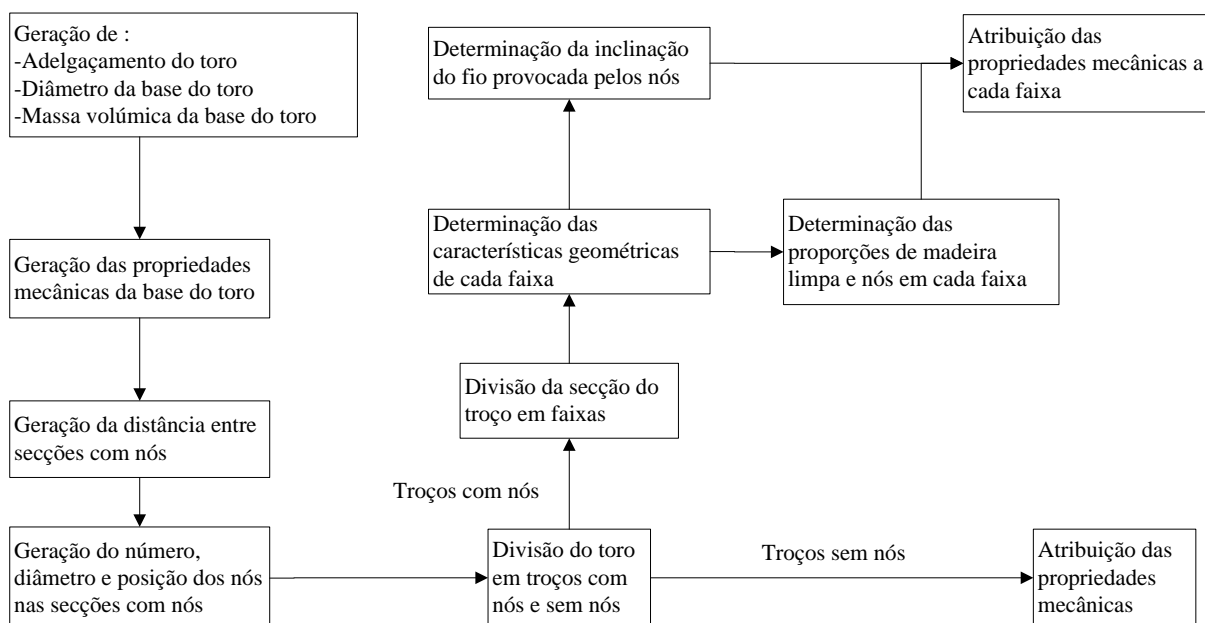 Geração de :
-Adelgaçamento do toro
-Diâmetro da base do toro
-Massa volúmica da base do toro
Geração das propriedades
mecânicas da base do toro
Geração da distância entre
secções com nós
Geração do número,
diâmetro e posição dos nós
nas secções com nós
Divisão do toro
em troços com
nós e sem nós
Troços com nós
Divisão da secção do
troço em faixas
Determinação das
características geométricas
de cada faixa
Determinação da inclinação
do fio provocada pelos nós
Determinação das
proporções de madeira
limpa e nós em cada faixa
Atribuição das
propriedades mecânicas a
cada faixa
Troços sem nós
Atribuição das
propriedades
mecânicas